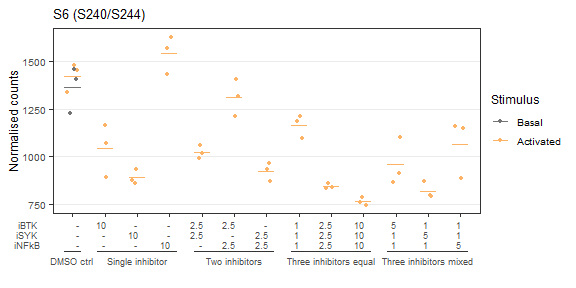 S6 (S240/S244)
Normalised counts
1500
1250
1000
750
iBTK - 10 - - 2.5 2.5 - 1 2.5 10 5 1 1
iSYK - - 10 - 2.5 - 2.5 1 2.5 10 1 5 1
iNFkB - - - 10 - 2.5 2.5 1 2.5 10 1 1 5
DMSO ctrl Single inhibitor Two inhibitors Three inhibitors equal Three inhibitors mixed
Stimulus
Basal
Activated